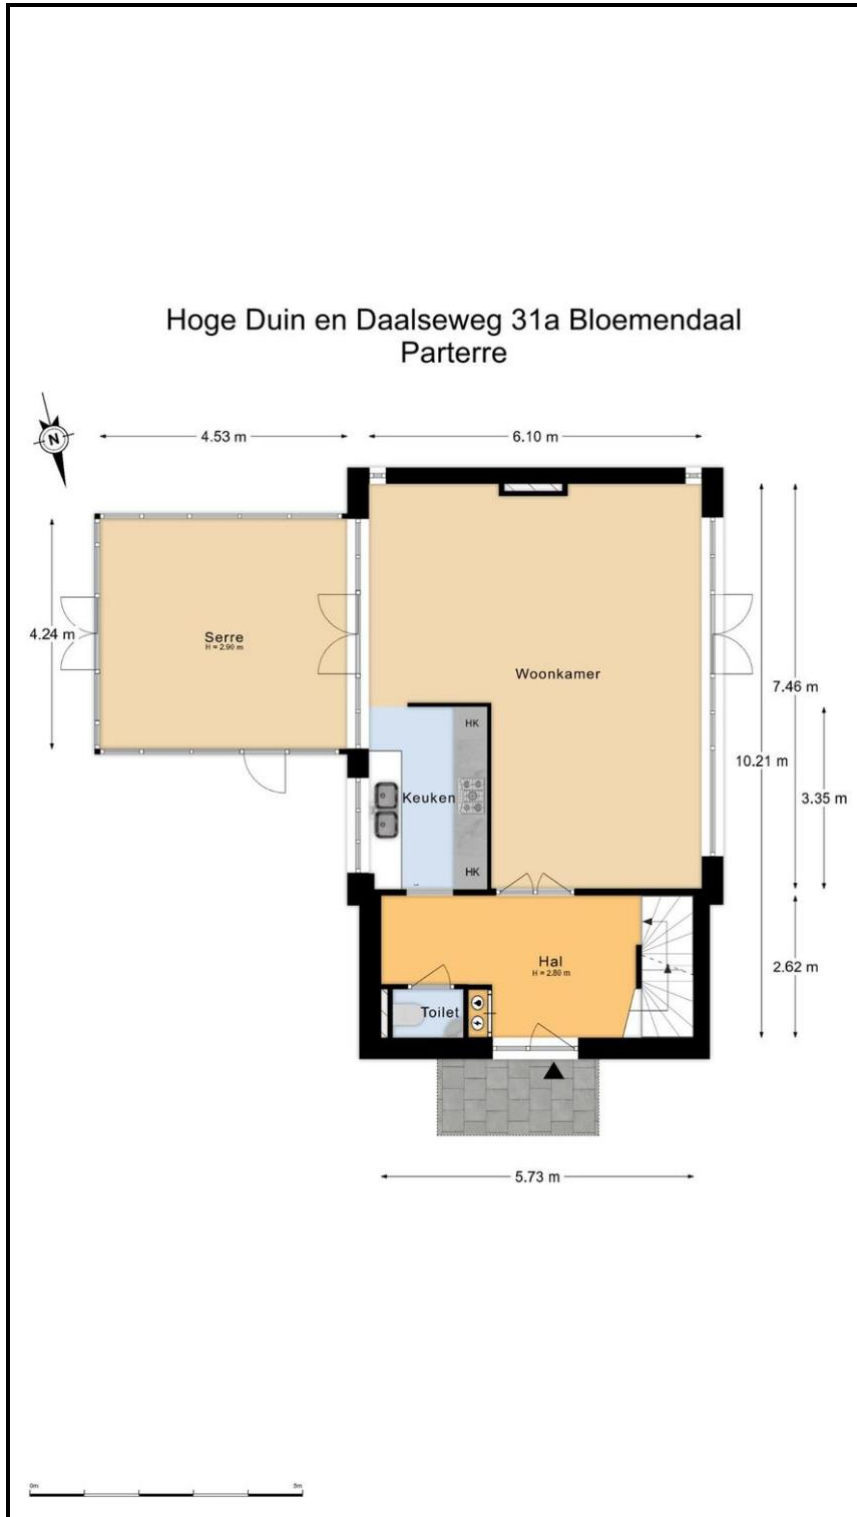 Hoge Duin en Daalseweg 31a Bloemendaal
Parterre
N
4.53 m
6.10 m
4.24 m
Serre
H = 2.90 m
Woonkamer
7.46 m
10.21 m
3.35 m
HK
Keuken
HK
Hal
H = 2.80 m
2.62 m
Toilet
5.73 m
0m
5m